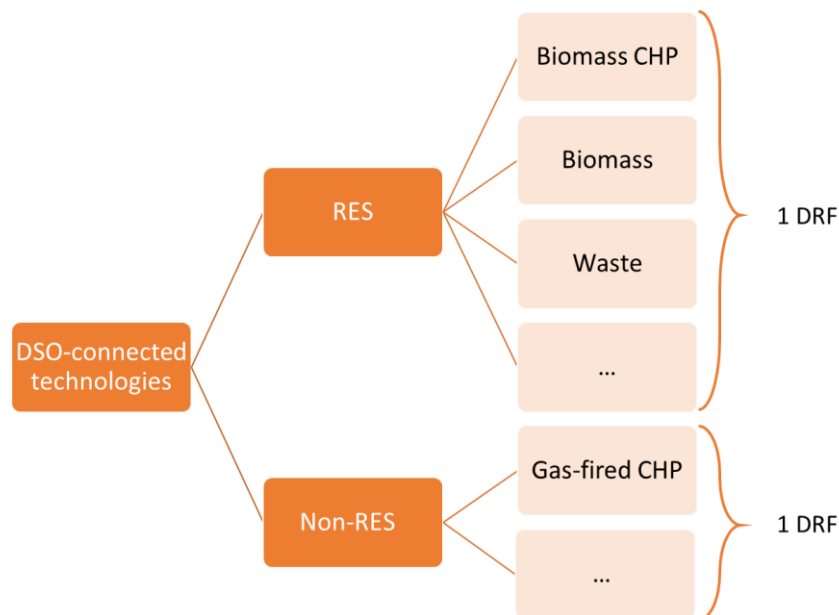 DSO-connected
technologies
RES
Biomass CHP
Biomass
Waste
...
1 DRF
Non-RES
Gas-fired CHP
...
1 DRF